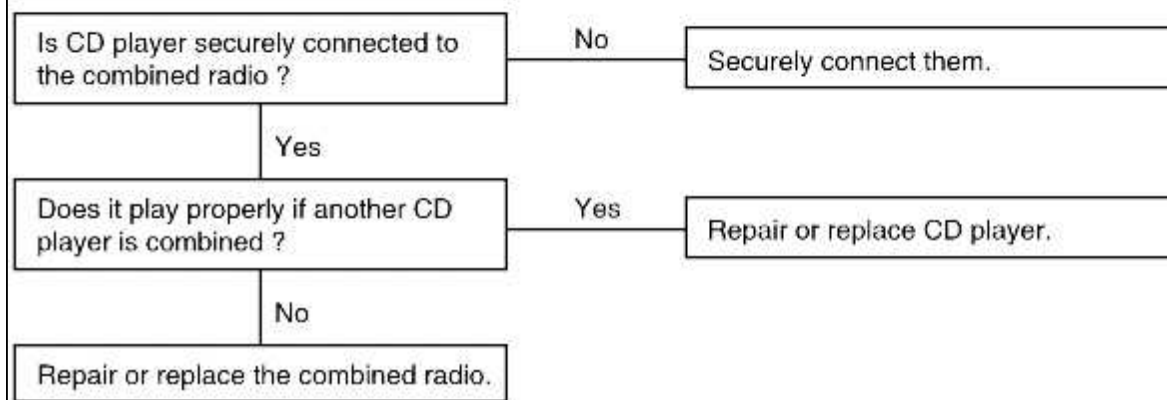 Is CD player securely connected to
the combined radio ?
No
Securely connect them.
Yes
Does it play properly if another CD
player is combined ?
Yes
Repair or replace CD player.
No
Repair or replace the combined radio.